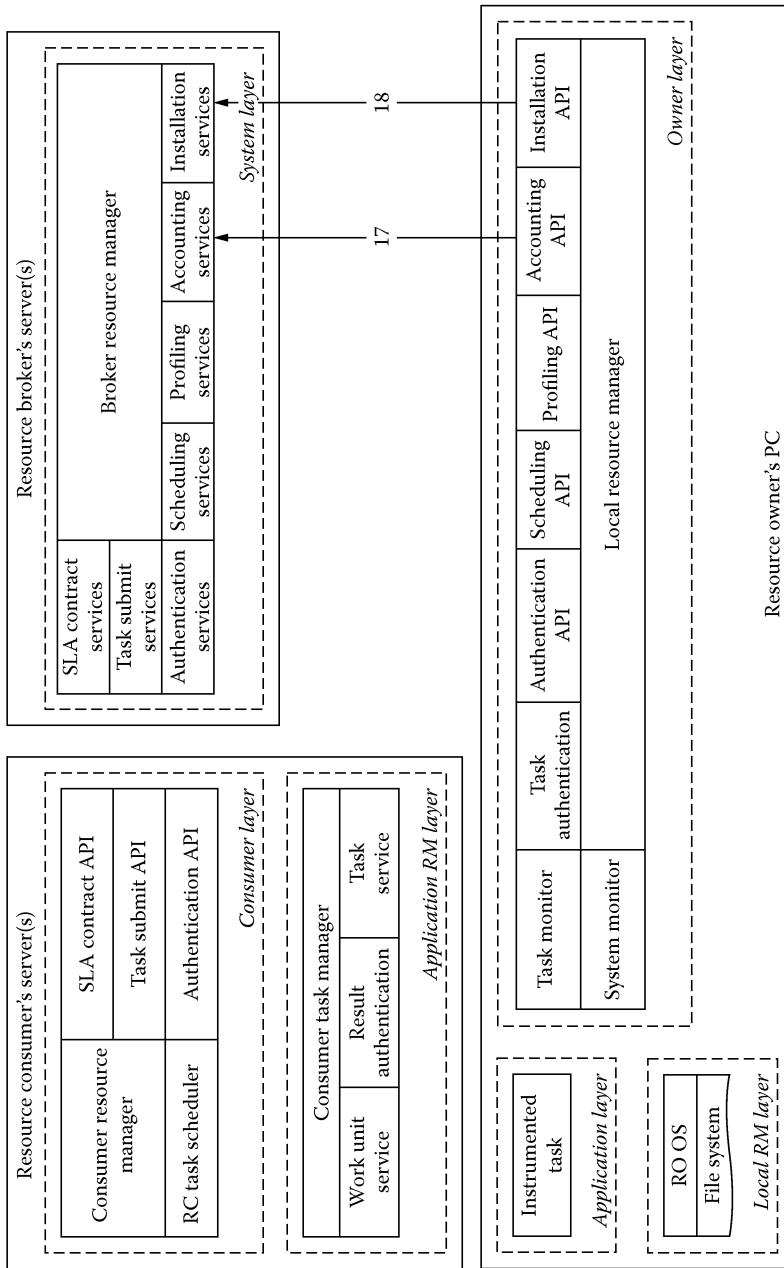 Resource consumer's server(s)
Consumer resource
manager
SLA contract API
Task submit API
RC task scheduler
Authentication API
Consumer layer
Consumer task manager
Work unit
service
Result
authentication
Task
service
Application RM layer
Resource broker's server(s)
SLA contract
services
Task submit
services
Broker resource manager
Authentication
services
Scheduling
services
Profiling
services
Accounting
services
Installation
services
System layer
17
18
Instrumented
task
Application layer
RO OS
File system
Local RM layer
Task monitor
Task
authentication
Authentication
API
Scheduling
API
Profiling API
Accounting
API
Installation
API
System monitor
Local resource manager
Owner layer
Resource owner's PC